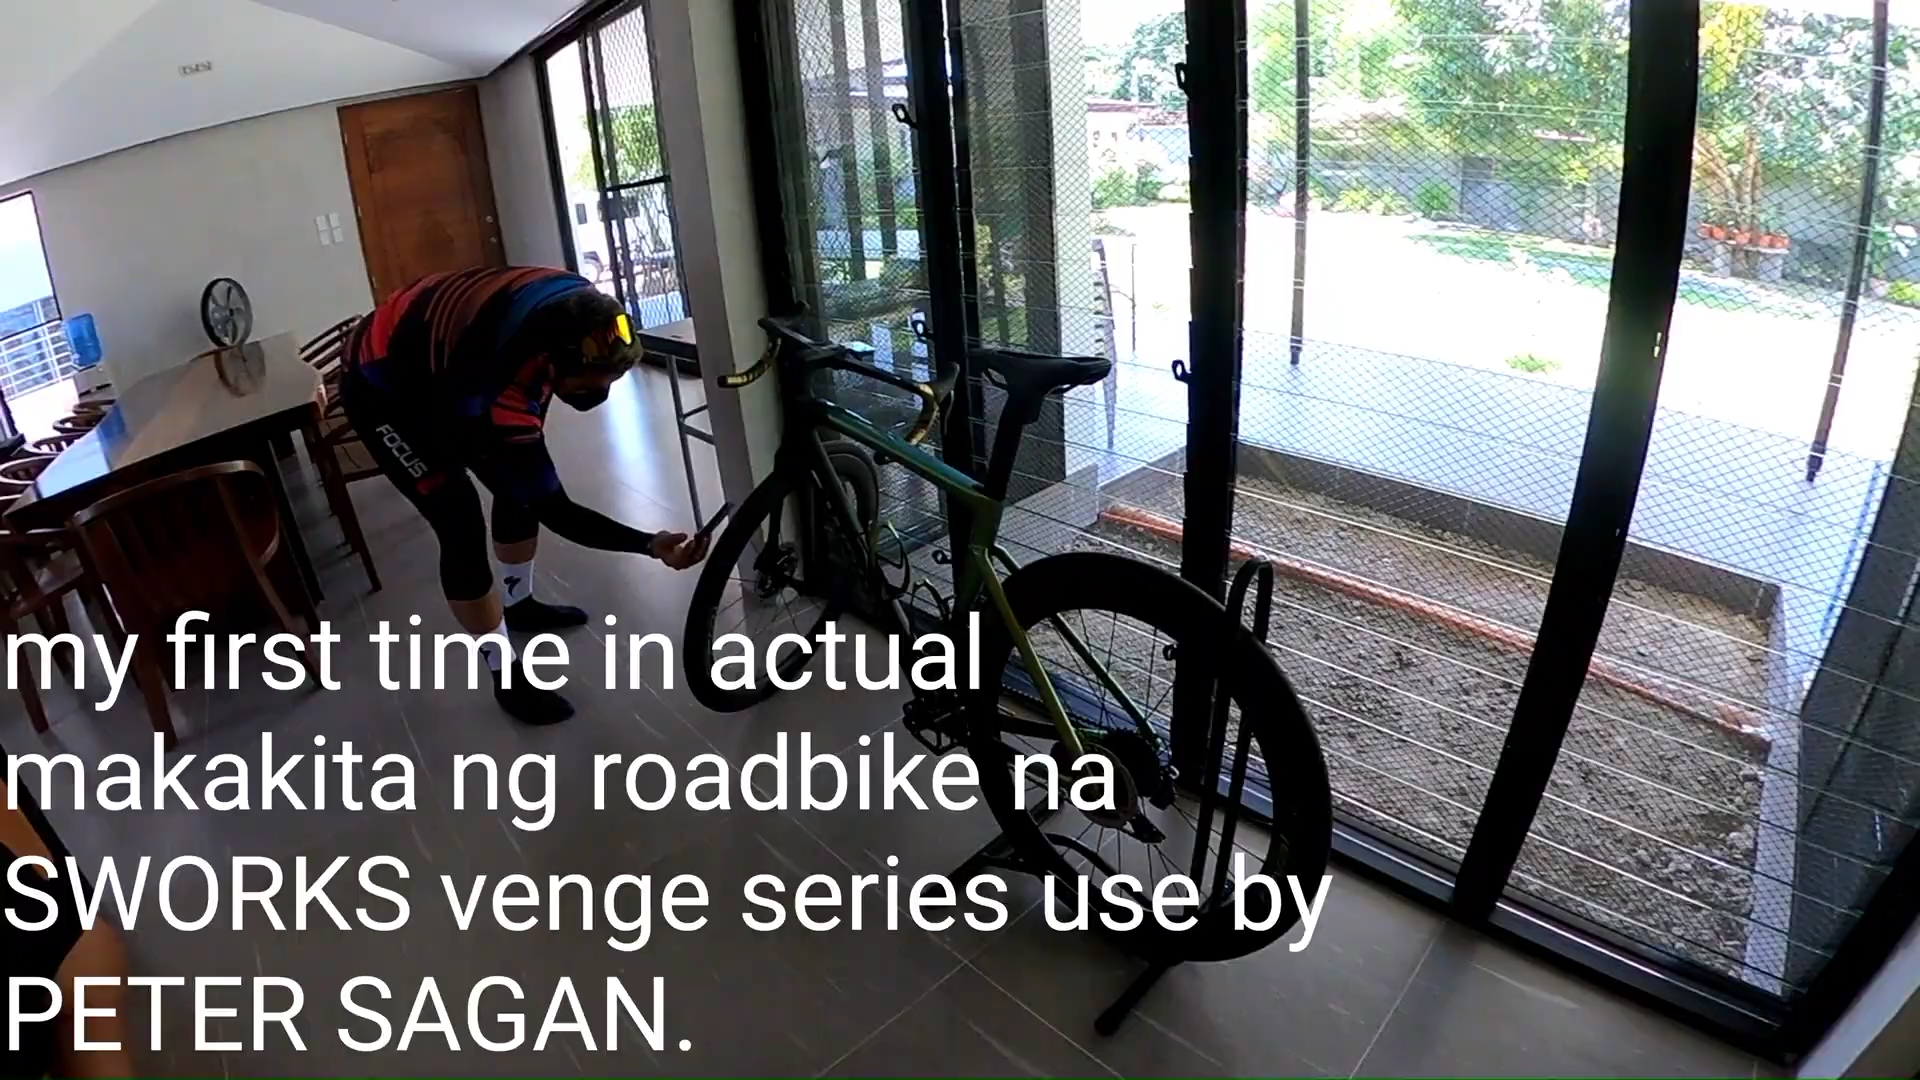 FOCUS
my first time in actual
makakita ng roadbike na
SWORKS venge series use by
PETER SAGAN.